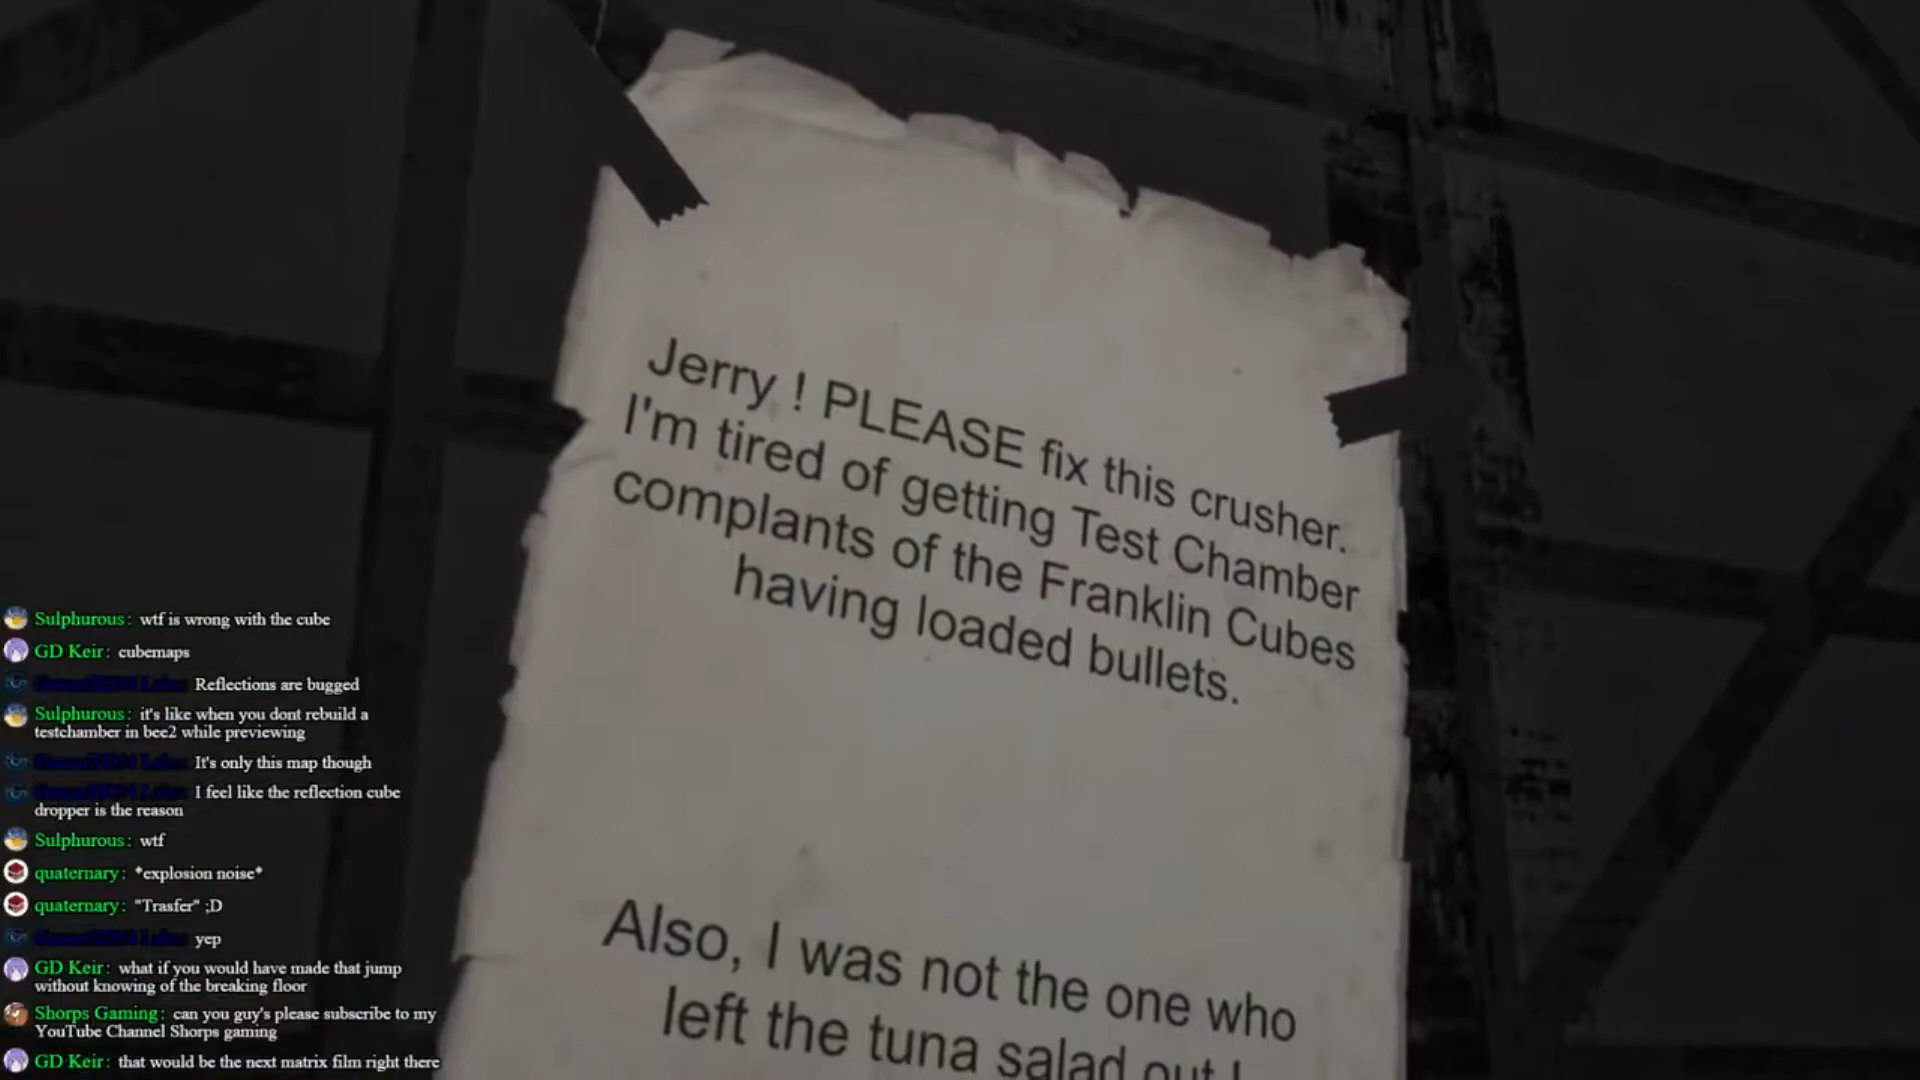 Jerry ! PLEASE fix this crusher.
I'm tired of getting Test Chamber
complants of the Franklin Cubes
having loaded bullets.
Also, I was not the one who
left the tuna salad out !
Sulphurous: wtf is wrong with the cube
GD Keir: cubemaps
Reflections are bugged
Sulphurous: it's like when you dont rebuild a
testchamber in bee2 while previewing
It's only this map though
I feel like the reflection cube
dropper is the reason
Sulphurous: wtf
quaternary: *explosion noise*
quaternary: "Trasfer" ;D
yep
GD Keir: what if you would have made that jump
without knowing of the breaking floor
Shorps Gaming: can you guy's please subscribe to my
YouTube Channel Shorps gaming
GD Keir: that would be the next matrix film right there